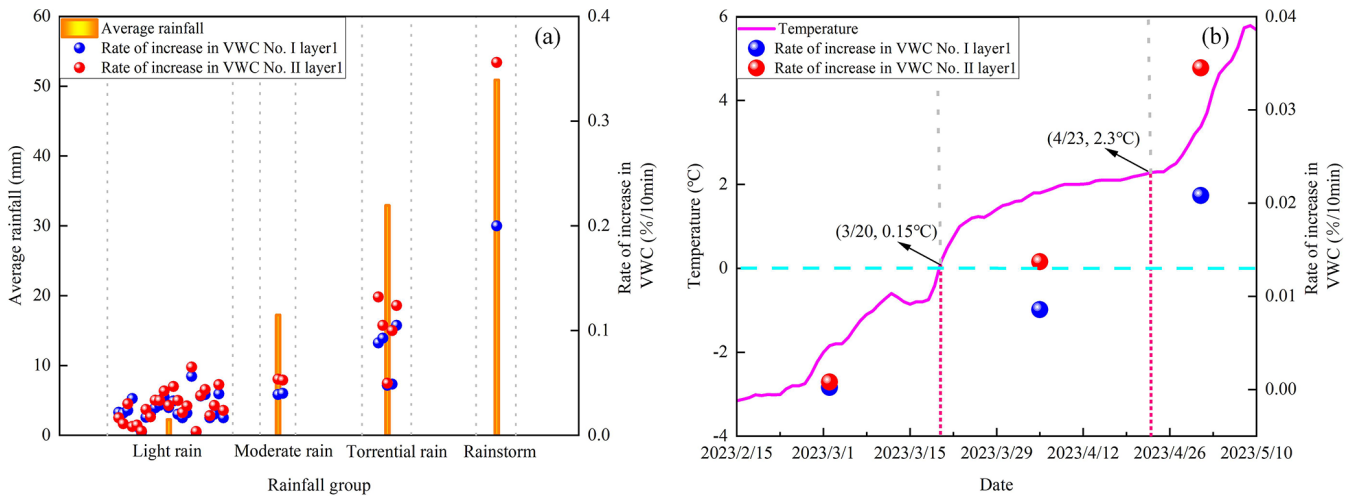 60
50
40
30
20
10
0
Average rainfall (mm)
Average rainfall
Rate of increase in VWC No. I layer1
Rate of increase in VWC No. II layer1
(a)
0.4
0.3
0.2
0.1
0.0
Rate of increase in
VWC (%/10min)
Light rain
Moderate rain
Torrential rain
Rainstorm
Rainfall group
6
4
2
0
-2
-4
Temperature (℃)
Temperature
Rate of increase in VWC No. I layer1
Rate of increase in VWC No. II layer1
(b)
(4/23, 2.3℃)
(3/20, 0.15℃)
0.04
0.03
0.02
0.01
0.00
Rate of increase in
VWC (%/10min)
2023/2/15
2023/3/1
2023/3/15
2023/3/29
2023/4/12
2023/4/26
2023/5/10
Date